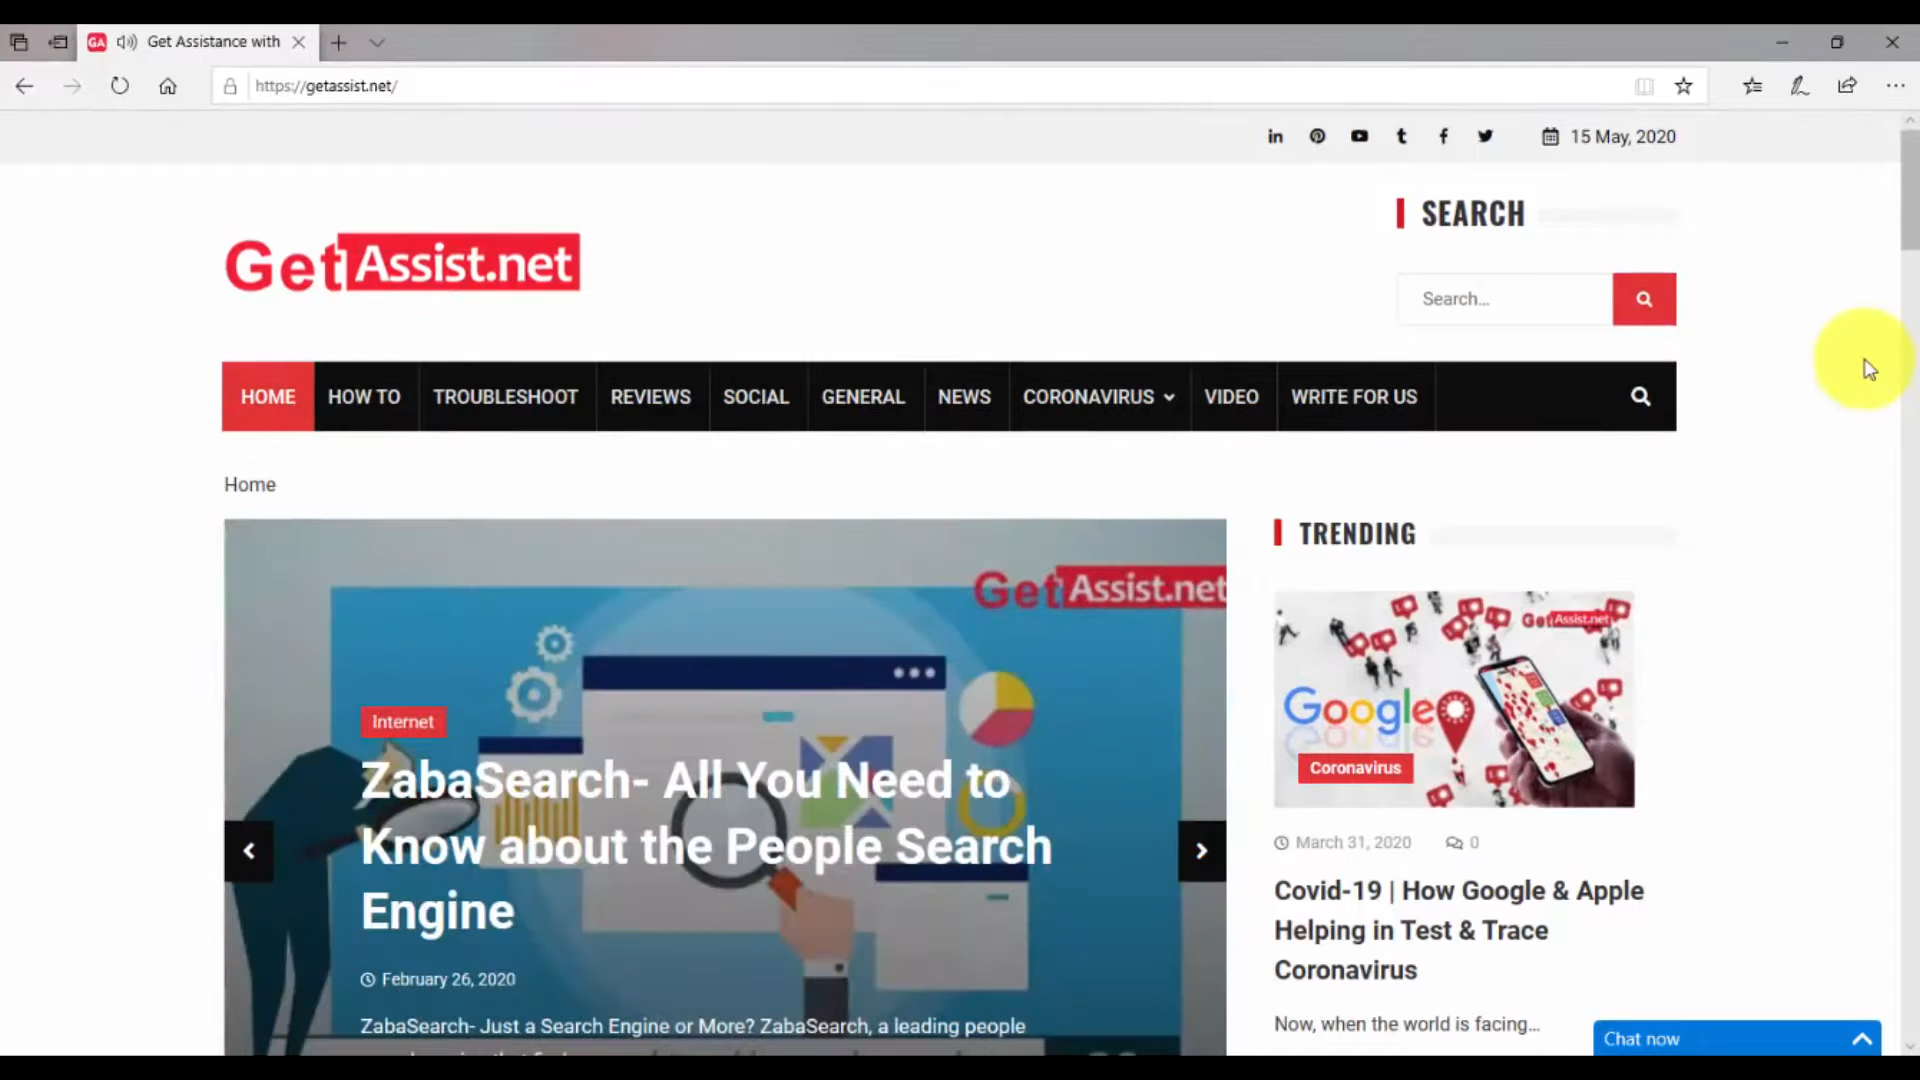 GA Get Assistance with
https://getassist.net/
15 May, 2020
SEARCH
GetAssist.net
Search...
HOME HOW TO TROUBLESHOOT REVIEWS SOCIAL GENERAL NEWS CORONAVIRUS VIDEO WRITE FOR US
Home
GetAssist.net
Internet
ZabaSearch- All You Need to
Know about the People Search
Engine
February 26, 2020
ZabaSearch- Just a Search Engine or More? ZabaSearch, a leading people
TRENDING
GetAssist.net
Google
Coronavirus
March 31, 2020 0
Covid-19 | How Google & Apple
Helping in Test & Trace
Coronavirus
Now, when the world is facing...
Chat now